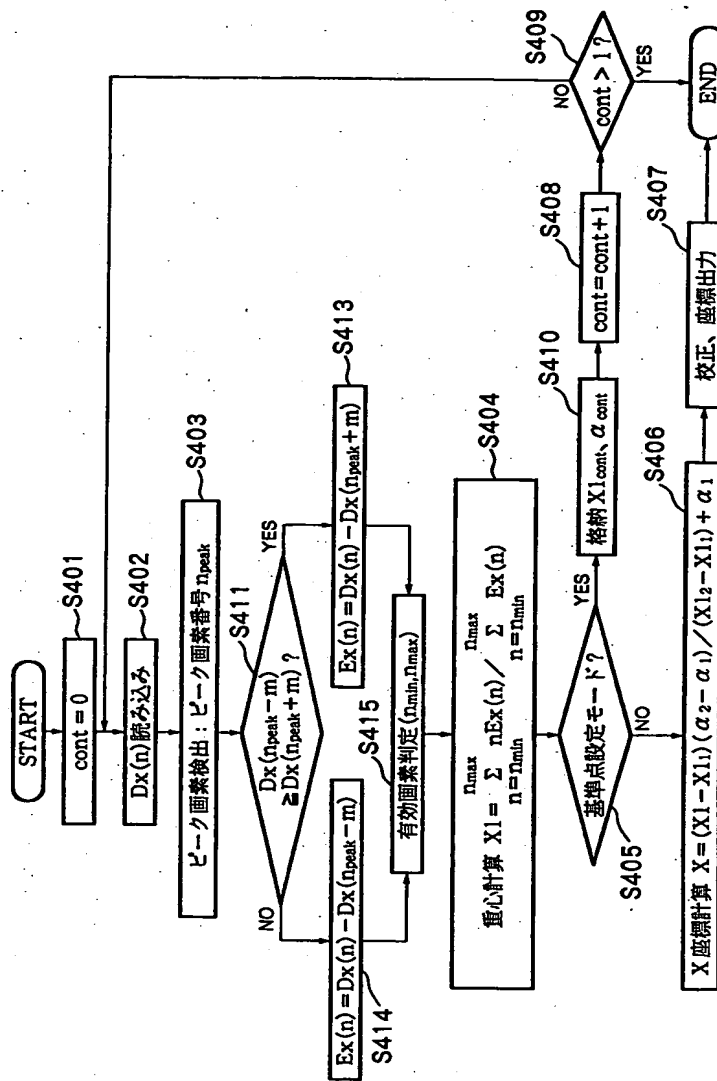 START
S401
cont = 0
S402
Dx(n)読み込み
S403
ピーク画素検出：ピーク画素番号 npeak
S411
Dx(npeak − m)
≧Dx(npeak + m)？
NO
YES
S414
Ex(n) = Dx(n) − Dx(npeak − m)
S413
Ex(n) = Dx(n) − Dx(npeak + m)
S415
有効画素判定(nmin,nmax)
S404
nmax nmax
重心計算 X1 = Σ nEx(n) / Σ Ex(n)
n=nmin n=nmin
S405
基準点設定モード？
YES
NO
S410
格納 X1cont、αcont
S408
cont = cont + 1
S409
cont > 1？
NO
YES
S406
X座標計算 X = (X1 − X11) (α2 − α1) / (X12 − X11) + α1
S407
校正、座標出力
END